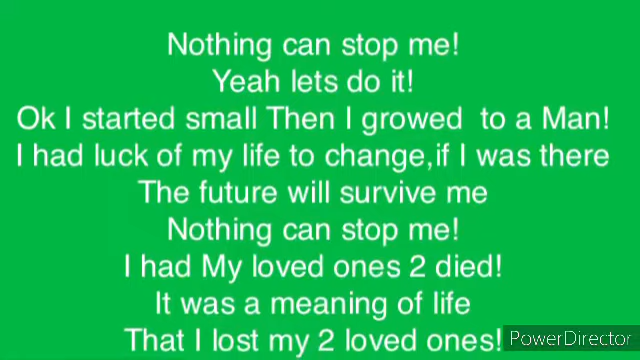 Nothing can stop me!
Yeah lets do it!
Ok I started small Then I growed  to a Man!
I had luck of my life to change,if I was there
The future will survive me
Nothing can stop me!
I had My loved ones 2 died!
It was a meaning of life
That I lost my 2 loved ones!
PowerDirector